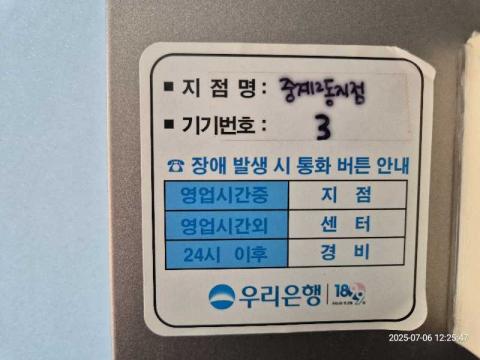 ■ 지 점 명 : 중계2동지점
■ 기기번호 : 3
☎ 장애 발생 시 통화 버튼 안내
영업시간중 지 점
영업시간외 센 터
24시 이후 경 비
우리은행 1899
2025-07-06 12:25:47